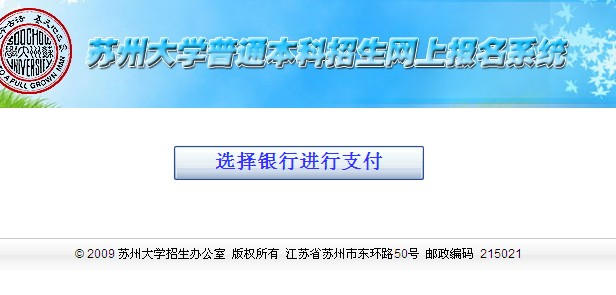 苏州大学普通本科招生网上报名系统
SOOCHOW UNIVERSITY
选择银行进行支付
© 2009 苏州大学招生办公室 版权所有 江苏省苏州市东环路50号 邮政编码 215021